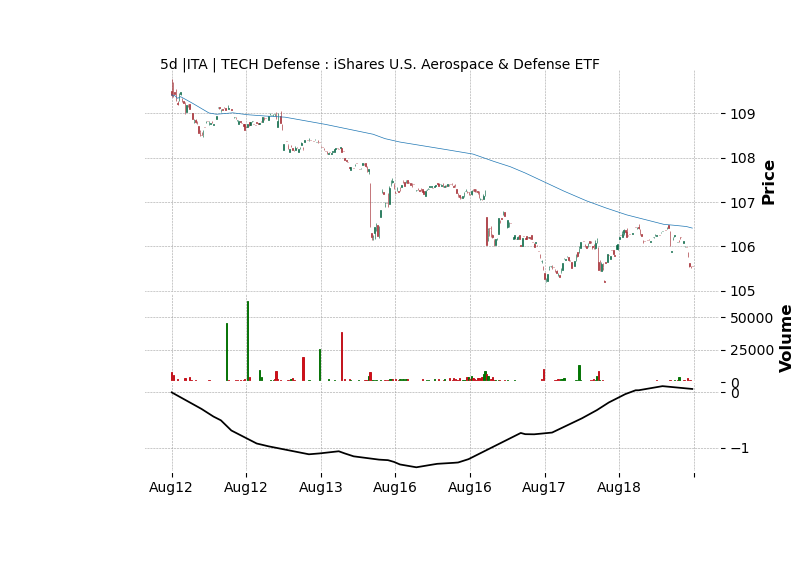 5d |ITA | TECH Defense : iShares U.S. Aerospace & Defense ETF
109
108
107
106
105
Price
50000
25000
0
Volume
0
−1
Aug12 Aug12 Aug13 Aug16 Aug16 Aug17 Aug18